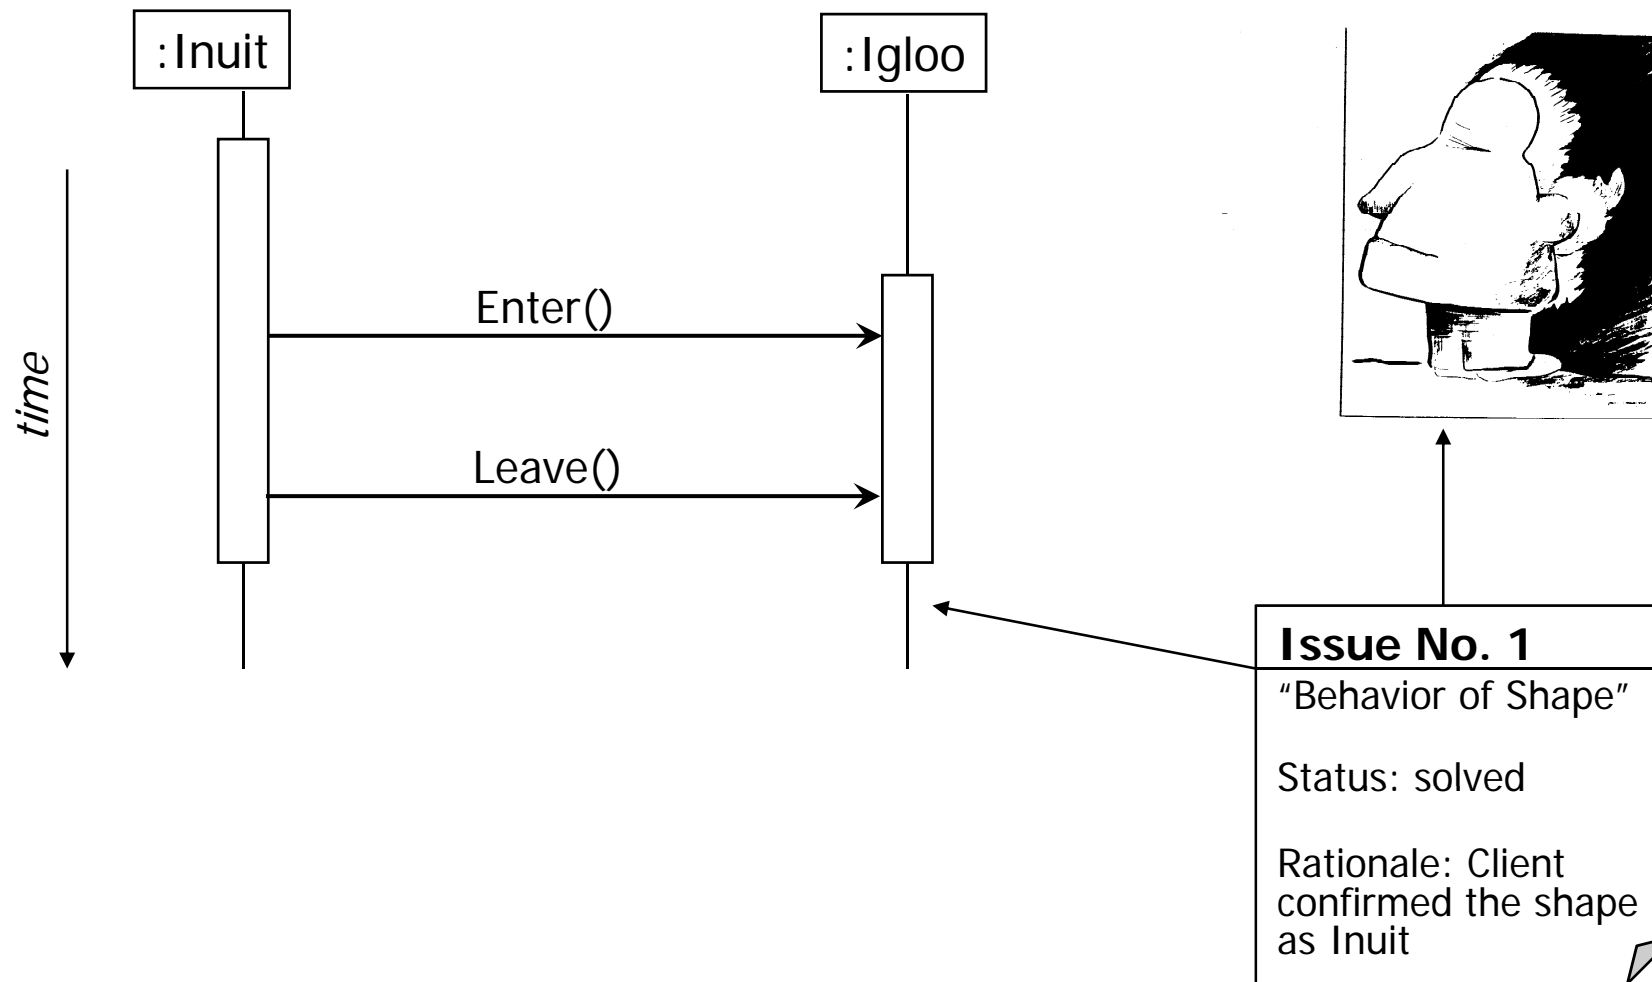 :Inuit
:Igloo
time
Enter()
Leave()
Issue No. 1
“Behavior of Shape”
Status: solved
Rationale: Client
confirmed the shape
as Inuit